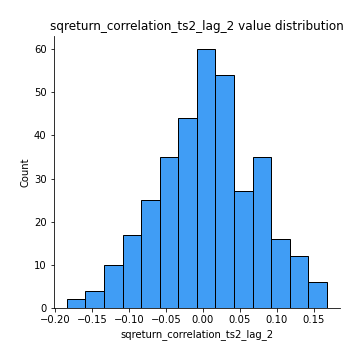 sqreturn_correlation_ts2_lag_2 value distribution
60
50
40
30
20
10
0
Count
−0.20 −0.15 −0.10 −0.05 0.00 0.05 0.10 0.15
sqreturn_correlation_ts2_lag_2